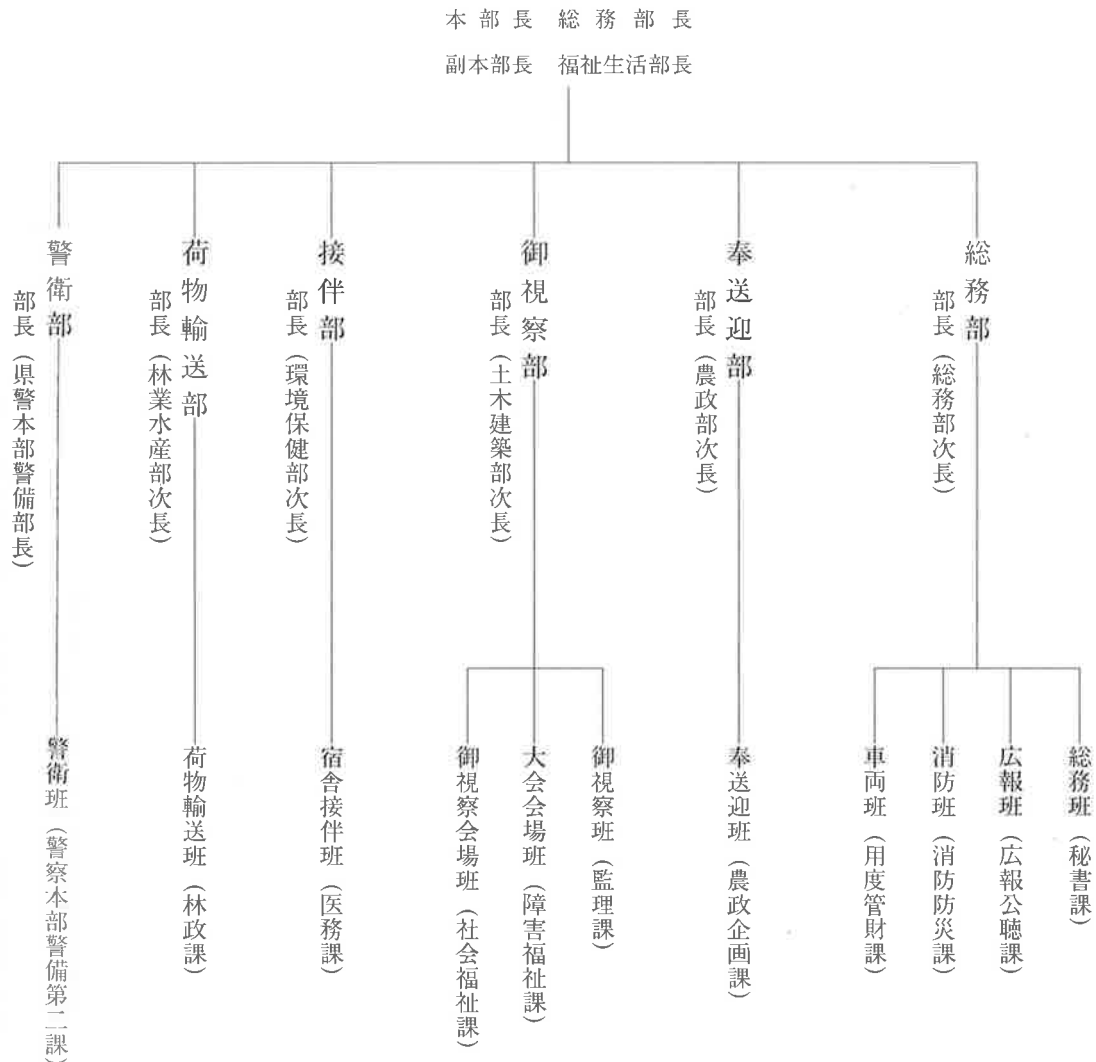 本部長 総務部長
副本部長 福祉生活部長
総務部
部長(総務部次長)
奉送迎部
部長(農政部次長)
御視察部
部長(土木建築部次長)
接伴部
部長(環境保健部次長)
荷物輸送部
部長(林業水産部次長)
警衛部
部長(県警本部警備部長)
総務班(秘書課)
広報班(広報公聴課)
消防班(消防防災課)
車両班(用度管財課)
奉送迎班(農政企画課)
御視察班(監理課)
大会会場班(障害福祉課)
御視察会場班(社会福祉課)
宿舎接伴班(医務課)
荷物輸送班(林政課)
警衛班(警察本部警備第二課)